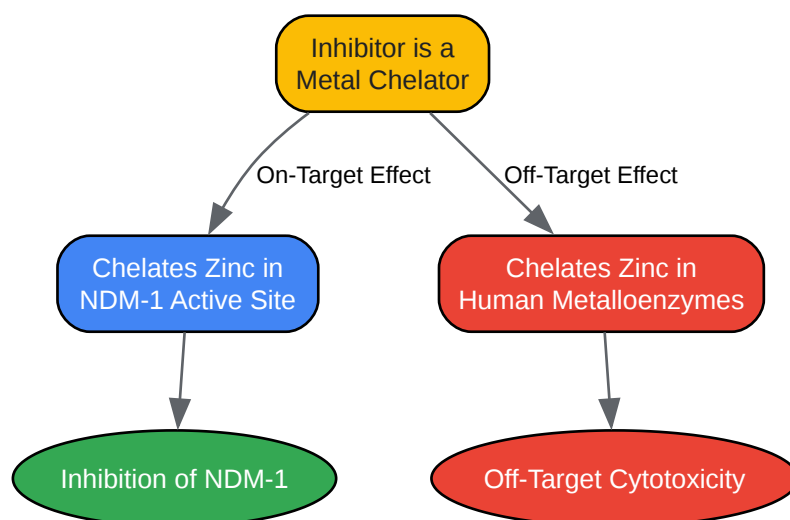 Inhibitor is a
Metal Chelator
On-Target Effect
Off-Target Effect
Chelates Zinc in
NDM-1 Active Site
Chelates Zinc in
Human Metalloenzymes
Inhibition of NDM-1
Off-Target Cytotoxicity